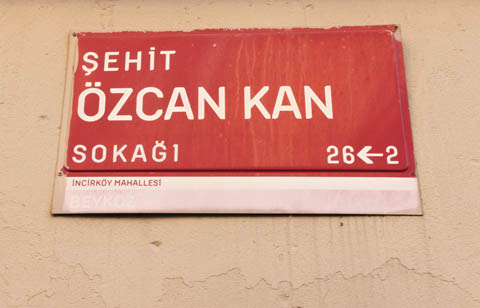 ŞEHİT
ÖZCAN KAN
SOKAĞI 26←2
İNCİRKÖY MAHALLESİ
BEYKOZ